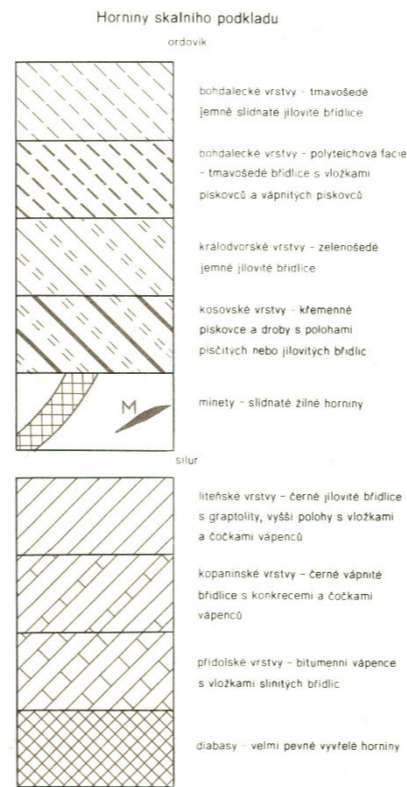 Horniny skalního podkladu
ordovik
bohdalecké vrstvy - tmavošedé
jemně slídnaté jílovité břidlice
bohdalecké vrstvy - polyteichová facie
- tmavošedé břidlice s vložkami
pískovců a vápnitých pískovců
králodvorské vrstvy - zelenošedé
jemné jílovité břidlice
kosovské vrstvy - křemenné
pískovce a droby s polohami
písčitých nebo jílovitých břidlic
M
minety - slídnaté žilné horniny
silur
liteňské vrstvy - černé jílovité břidlice
s graptolity, vyšší polohy s vložkami
a čočkami vápenců
kopaninské vrstvy - černé vápnité
břidlice s konkrecemi a čočkami
vápenců
přídolské vrstvy - bitumenní vápence
s vložkami slinitých břidlic
diabasy - velmi pevné vyvřelé horniny